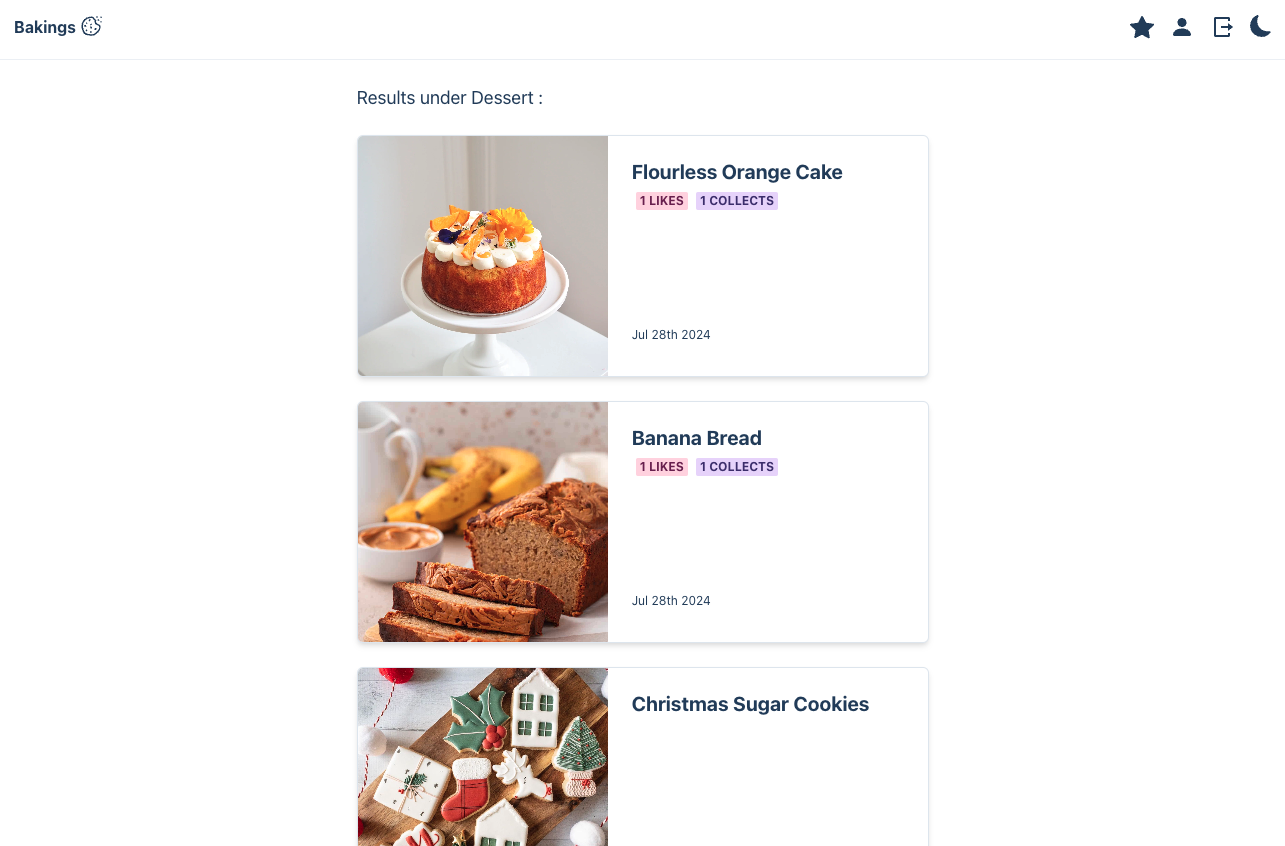 Bakings
Results under Dessert :
Flourless Orange Cake
1 LIKES 1 COLLECTS
Jul 28th 2024
Banana Bread
1 LIKES 1 COLLECTS
Jul 28th 2024
Christmas Sugar Cookies